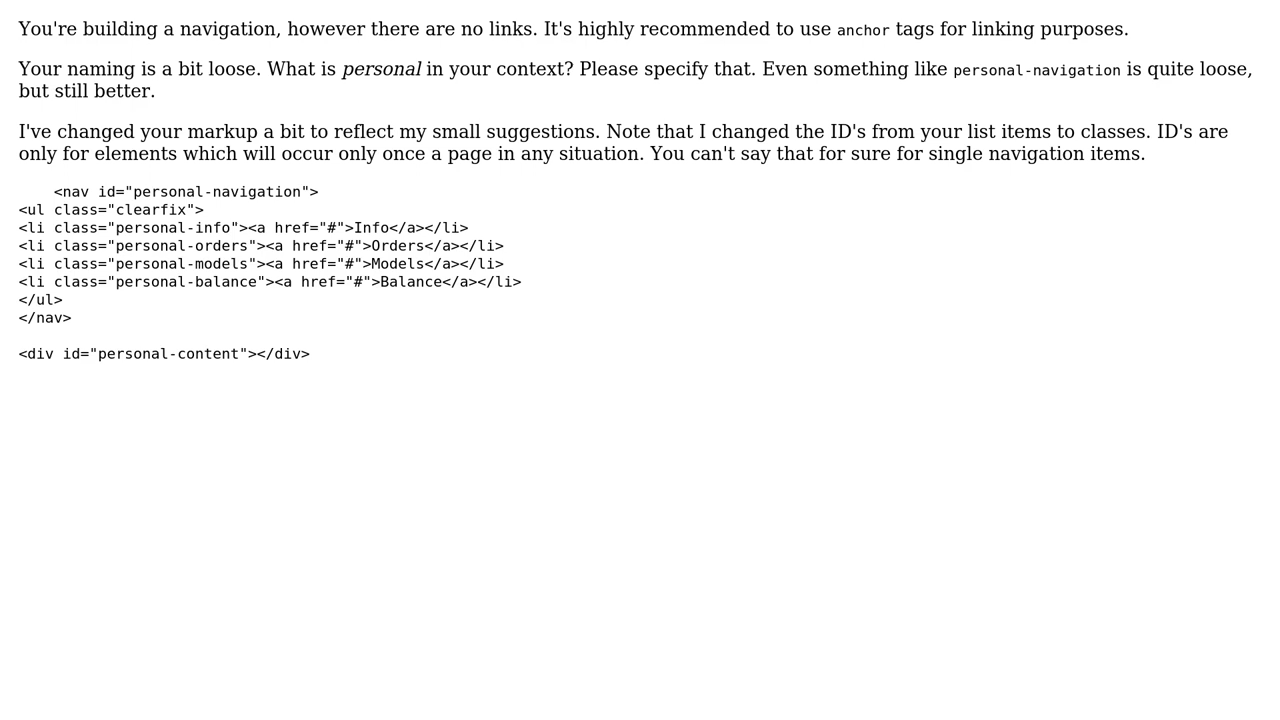 You're building a navigation, however there are no links. It's highly recommended to use anchor tags for linking purposes.
Your naming is a bit loose. What is personal in your context? Please specify that. Even something like personal-navigation is quite loose,
but still better.
I've changed your markup a bit to reflect my small suggestions. Note that I changed the ID's from your list items to classes. ID's are
only for elements which will occur only once a page in any situation. You can't say that for sure for single navigation items.
    <nav id="personal-navigation">
<ul class="clearfix">
<li class="personal-info"><a href="#">Info</a></li>
<li class="personal-orders"><a href="#">Orders</a></li>
<li class="personal-models"><a href="#">Models</a></li>
<li class="personal-balance"><a href="#">Balance</a></li>
</ul>
</nav>
<div id="personal-content"></div>